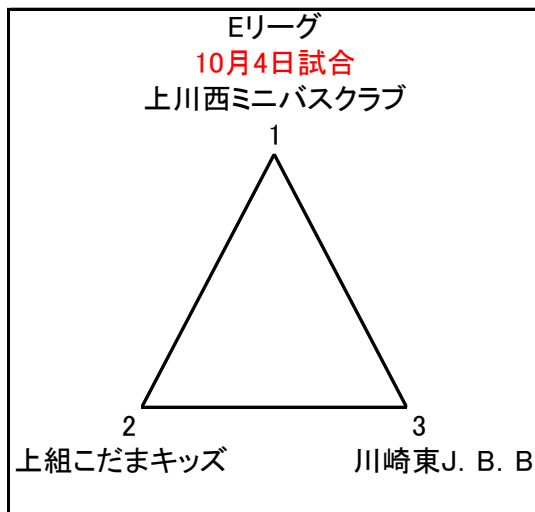 Eリーグ
10月4日試合
上川西ミニバスクラブ
1
2
3
上組こだまキッズ
川崎東J. B. B